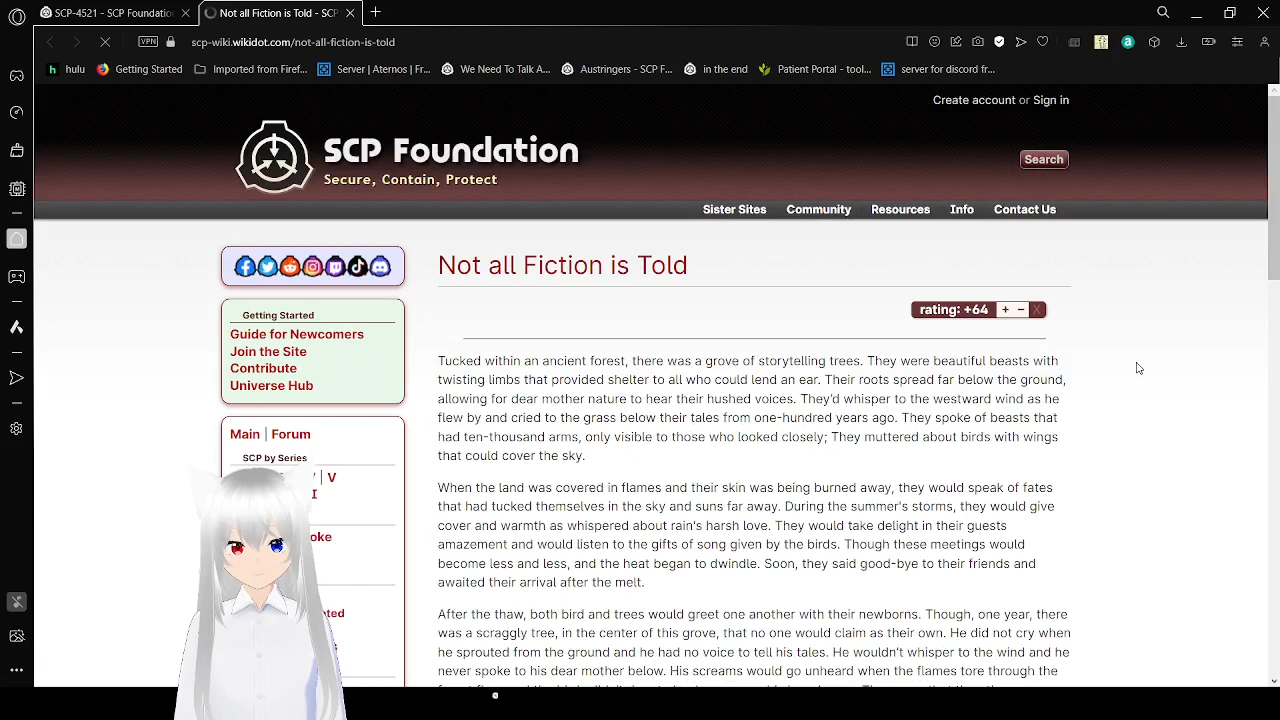 SCP-4521 - SCP Foundation
Not all Fiction is Told - SCP
VPN
scp-wiki.wikidot.com/not-all-fiction-is-told
hulu
Getting Started
Imported from Firef...
Server | Aternos | Fr...
We Need To Talk A...
Austringers - SCP F...
in the end
Patient Portal - tool...
server for discord fr...
Create account or Sign in
SCP Foundation
Secure, Contain, Protect
Search
Sister Sites
Community
Resources
Info
Contact Us
Not all Fiction is Told
rating: +64 + − X
Getting Started
Guide for Newcomers
Join the Site
Contribute
Universe Hub
Main | Forum
SCP by Series
| V
I
oke
ted
Tucked within an ancient forest, there was a grove of storytelling trees. They were beautiful beasts with
twisting limbs that provided shelter to all who could lend an ear. Their roots spread far below the ground,
allowing for dear mother nature to hear their hushed voices. They'd whisper to the westward wind as he
flew by and cried to the grass below their tales from one-hundred years ago. They spoke of beasts that
had ten-thousand arms, only visible to those who looked closely; They muttered about birds with wings
that could cover the sky.
When the land was covered in flames and their skin was being burned away, they would speak of fates
that had tucked themselves in the sky and suns far away. During the summer's storms, they would give
cover and warmth as whispered about rain's harsh love. They would take delight in their guests
amazement and would listen to the gifts of song given by the birds. Though these meetings would
become less and less, and the heat began to dwindle. Soon, they said good-bye to their friends and
awaited their arrival after the melt.
After the thaw, both bird and trees would greet one another with their newborns. Though, one year, there
was a scraggly tree, in the center of this grove, that no one would claim as their own. He did not cry when
he sprouted from the ground and he had no voice to tell his tales. He wouldn't whisper to the wind and he
never spoke to his dear mother below. His screams would go unheard when the flames tore through the